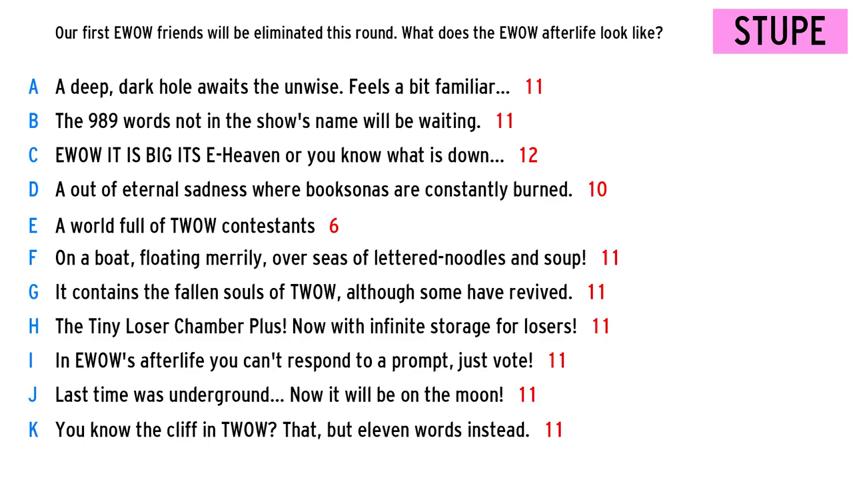 Our first EWOW friends will be eliminated this round. What does the EWOW afterlife look like?
STUPE
A A deep, dark hole awaits the unwise. Feels a bit familiar... 11
B The 989 words not in the show's name will be waiting. 11
C EWOW IT IS BIG ITS E-Heaven or you know what is down... 12
D A out of eternal sadness where booksonas are constantly burned. 10
E A world full of TWOW contestants 6
F On a boat, floating merrily, over seas of lettered-noodles and soup! 11
G It contains the fallen souls of TWOW, although some have revived. 11
H The Tiny Loser Chamber Plus! Now with infinite storage for losers! 11
I In EWOW's afterlife you can't respond to a prompt, just vote! 11
J Last time was underground... Now it will be on the moon! 11
K You know the cliff in TWOW? That, but eleven words instead. 11